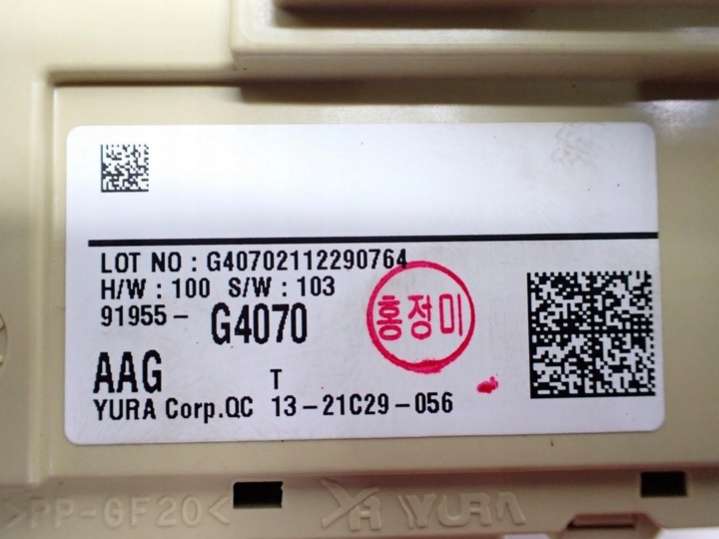 LOT NO : G40702112290764
H/W : 100 S/W : 103
91955- G4070
홍정미
AAG T
YURA Corp.QC 13-21C29-056
>PP-GF20< YURA